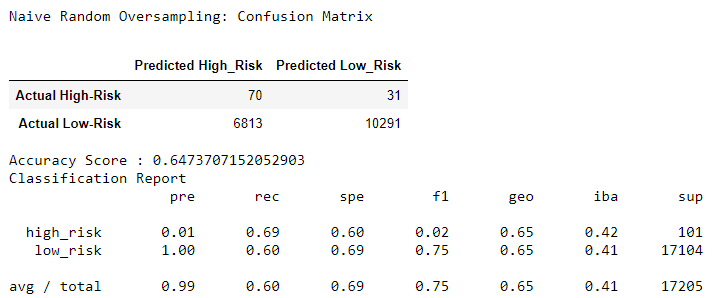 Naive Random Oversampling: Confusion Matrix
Predicted High_Risk Predicted Low_Risk
Actual High-Risk 70 31
Actual Low-Risk 6813 10291
Accuracy Score : 0.6473707152052903
Classification Report
pre rec spe f1 geo iba sup
high_risk 0.01 0.69 0.60 0.02 0.65 0.42 101
low_risk 1.00 0.60 0.69 0.75 0.65 0.41 17104
avg / total 0.99 0.60 0.69 0.75 0.65 0.41 17205